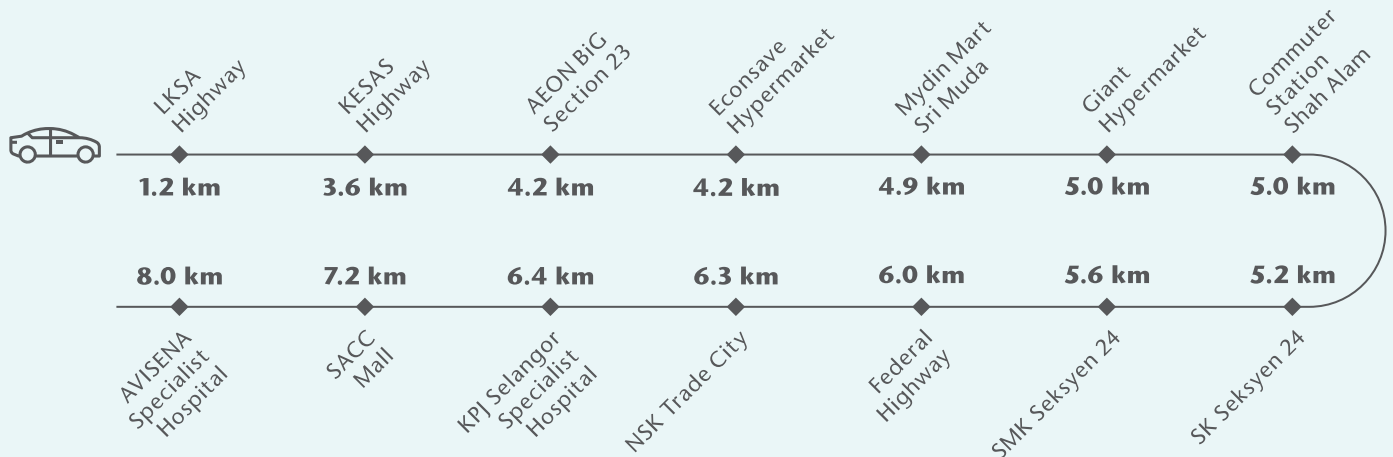 LKSA
Highway
1.2 km
KESAS
Highway
3.6 km
AEON BiG
Section 23
4.2 km
Econsave
Hypermarket
4.2 km
Mydin Mart
Sri Muda
4.9 km
Giant
Hypermarket
5.0 km
Commuter
Station
Shah Alam
5.0 km
5.2 km
SK Seksyen 24
5.6 km
SMK Seksyen 24
6.0 km
Federal
Highway
6.3 km
NSK Trade City
6.4 km
KPJ Selangor
Specialist
Hospital
7.2 km
SACC
Mall
8.0 km
AVISENA
Specialist
Hospital